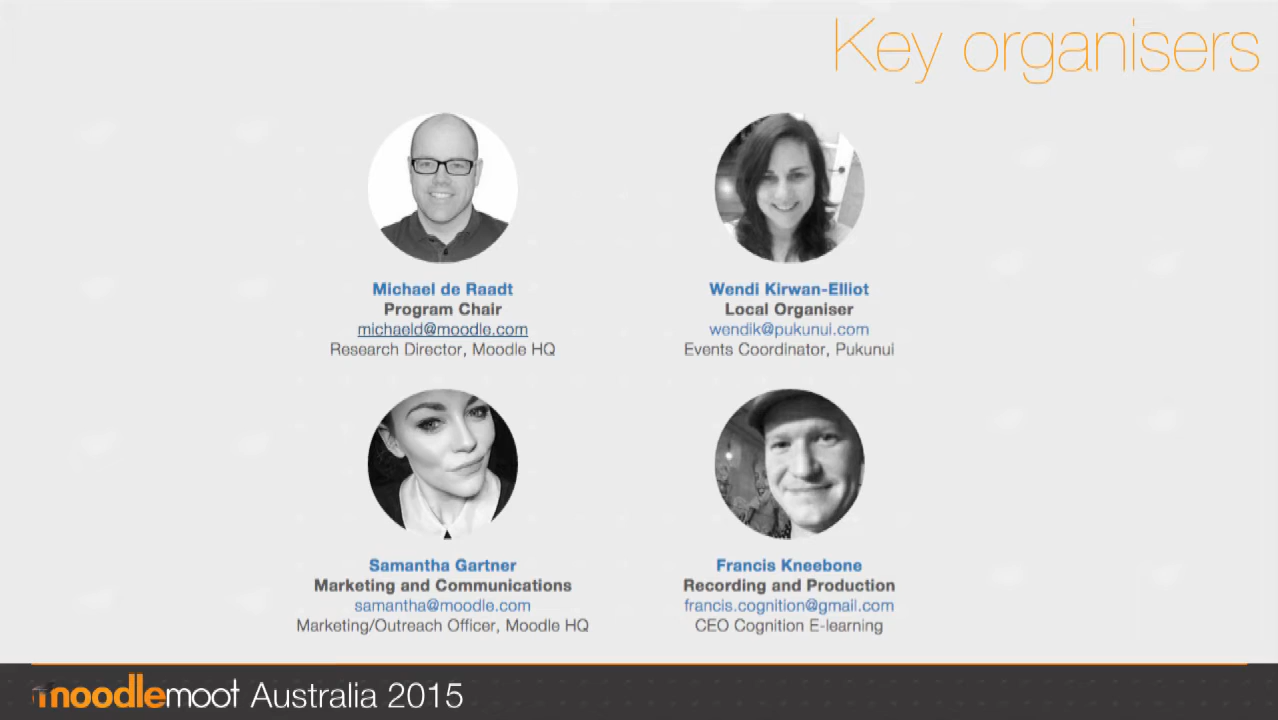 Key organisers
Michael de Raadt
Program Chair
michaeld@moodle.com
Research Director, Moodle HQ
Wendi Kirwan-Elliot
Local Organiser
wendik@pukunui.com
Events Coordinator, Pukunui
Samantha Gartner
Marketing and Communications
samantha@moodle.com
Marketing/Outreach Officer, Moodle HQ
Francis Kneebone
Recording and Production
francis.cognition@gmail.com
CEO Cognition E-learning
moodlemoot Australia 2015